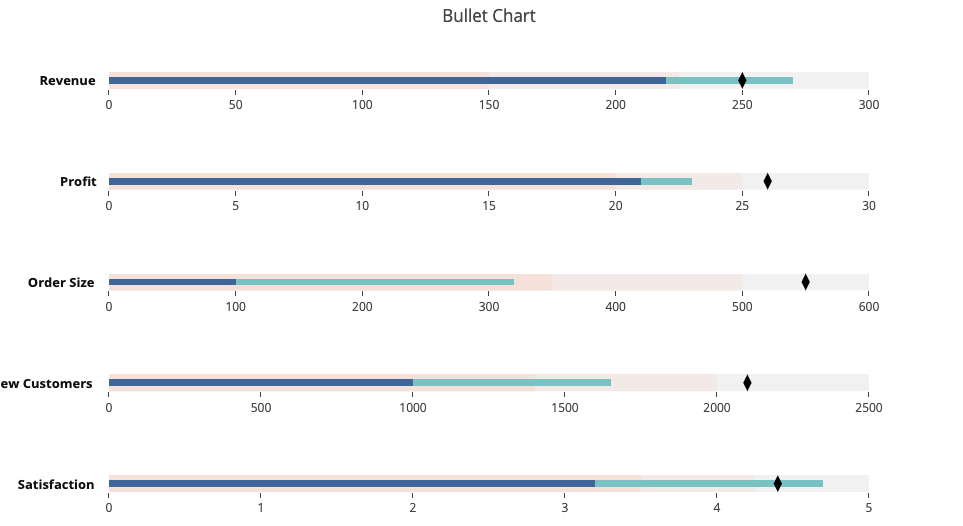 Bullet Chart
Revenue
0 50 100 150 200 250 300
Profit
0 5 10 15 20 25 30
Order Size
0 100 200 300 400 500 600
ew Customers
0 500 1000 1500 2000 2500
Satisfaction
0 1 2 3 4 5